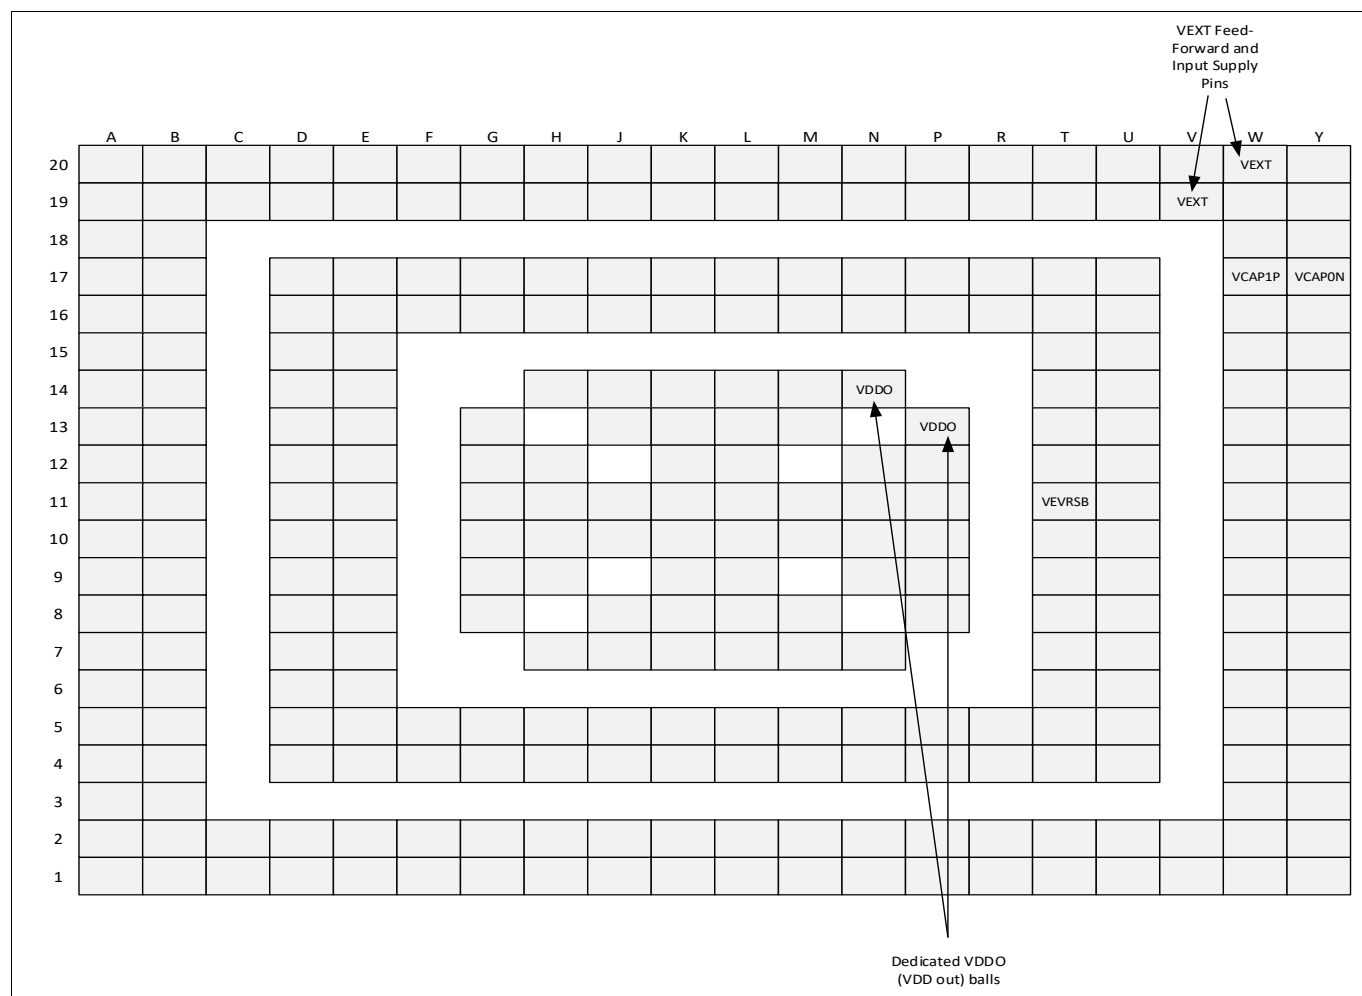 VEXT Feed-
Forward and
Input Supply
Pins
A B C D E F G H J K L M N P R T U V W Y
20 VEXT
19 VEXT
18
17 VCAP1P VCAP0N
16
15
14 VDDO
13 VDDO
12
11 VEVRSB
10
9
8
7
6
5
4
3
2
1
Dedicated VDDO
(VDD out) balls